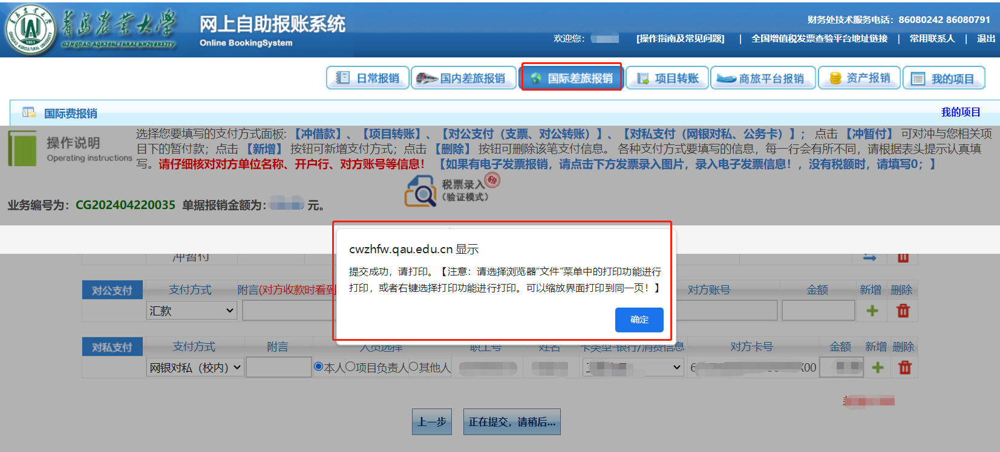 青岛农业大学
QINGDAO AGRICULTURAL UNIVERSITY
网上自助报账系统
Online BookingSystem
财务处技术服务电话：86080242 86080791
欢迎您：
[操作指南及常见问题] | 全国增值税发票查验平台地址链接 | 常用联系人 | 退出
日常报销 国内差旅报销 国际差旅报销 项目转账 商旅平台报销 资产报销 我的项目
国际费报销
我的项目
操作说明
Operating instructions
选择您要填写的支付方式面板:【冲借款】、【项目转账】、【对公支付（支票、对公转账）】、【对私支付（网银对私、公务卡）】； 点击 【冲暂付】 可对冲与您相关项
目下的暂付款；点击 【新增】 按钮可新增支付方式；点击 【删除】 按钮可删除该笔支付信息。 各种支付方式要填写的信息，每一行会有所不同，请根据表头提示认真填
写。请仔细核对对方单位名称、开户行、对方账号等信息！ 【如果有电子发票报销，请点击下方发票录入图片，录入电子发票信息！，没有税额时，请填写0；】
税票录入
（验证模式）
业务编号为：CG202404220035 单据报销金额为： 元。
冲暂付
cwzhfw.qau.edu.cn 显示
提交成功，请打印。【注意：请选择浏览器“文件”菜单中的打印功能进行
打印，或者右键选择打印功能进行打印。可以缩放界面打印到同一页！】
确定
对公支付 支付方式 附言(对方收款时看到 对方账号 金额 新增 删除
汇款
对私支付 支付方式 附言 人员选择 职工号 姓名 卡类型-银行/消费信息 对方卡号 金额 新增 删除
网银对私（校内） 本人 项目负责人 其他人 6 X00
上一步 正在提交，请稍后...